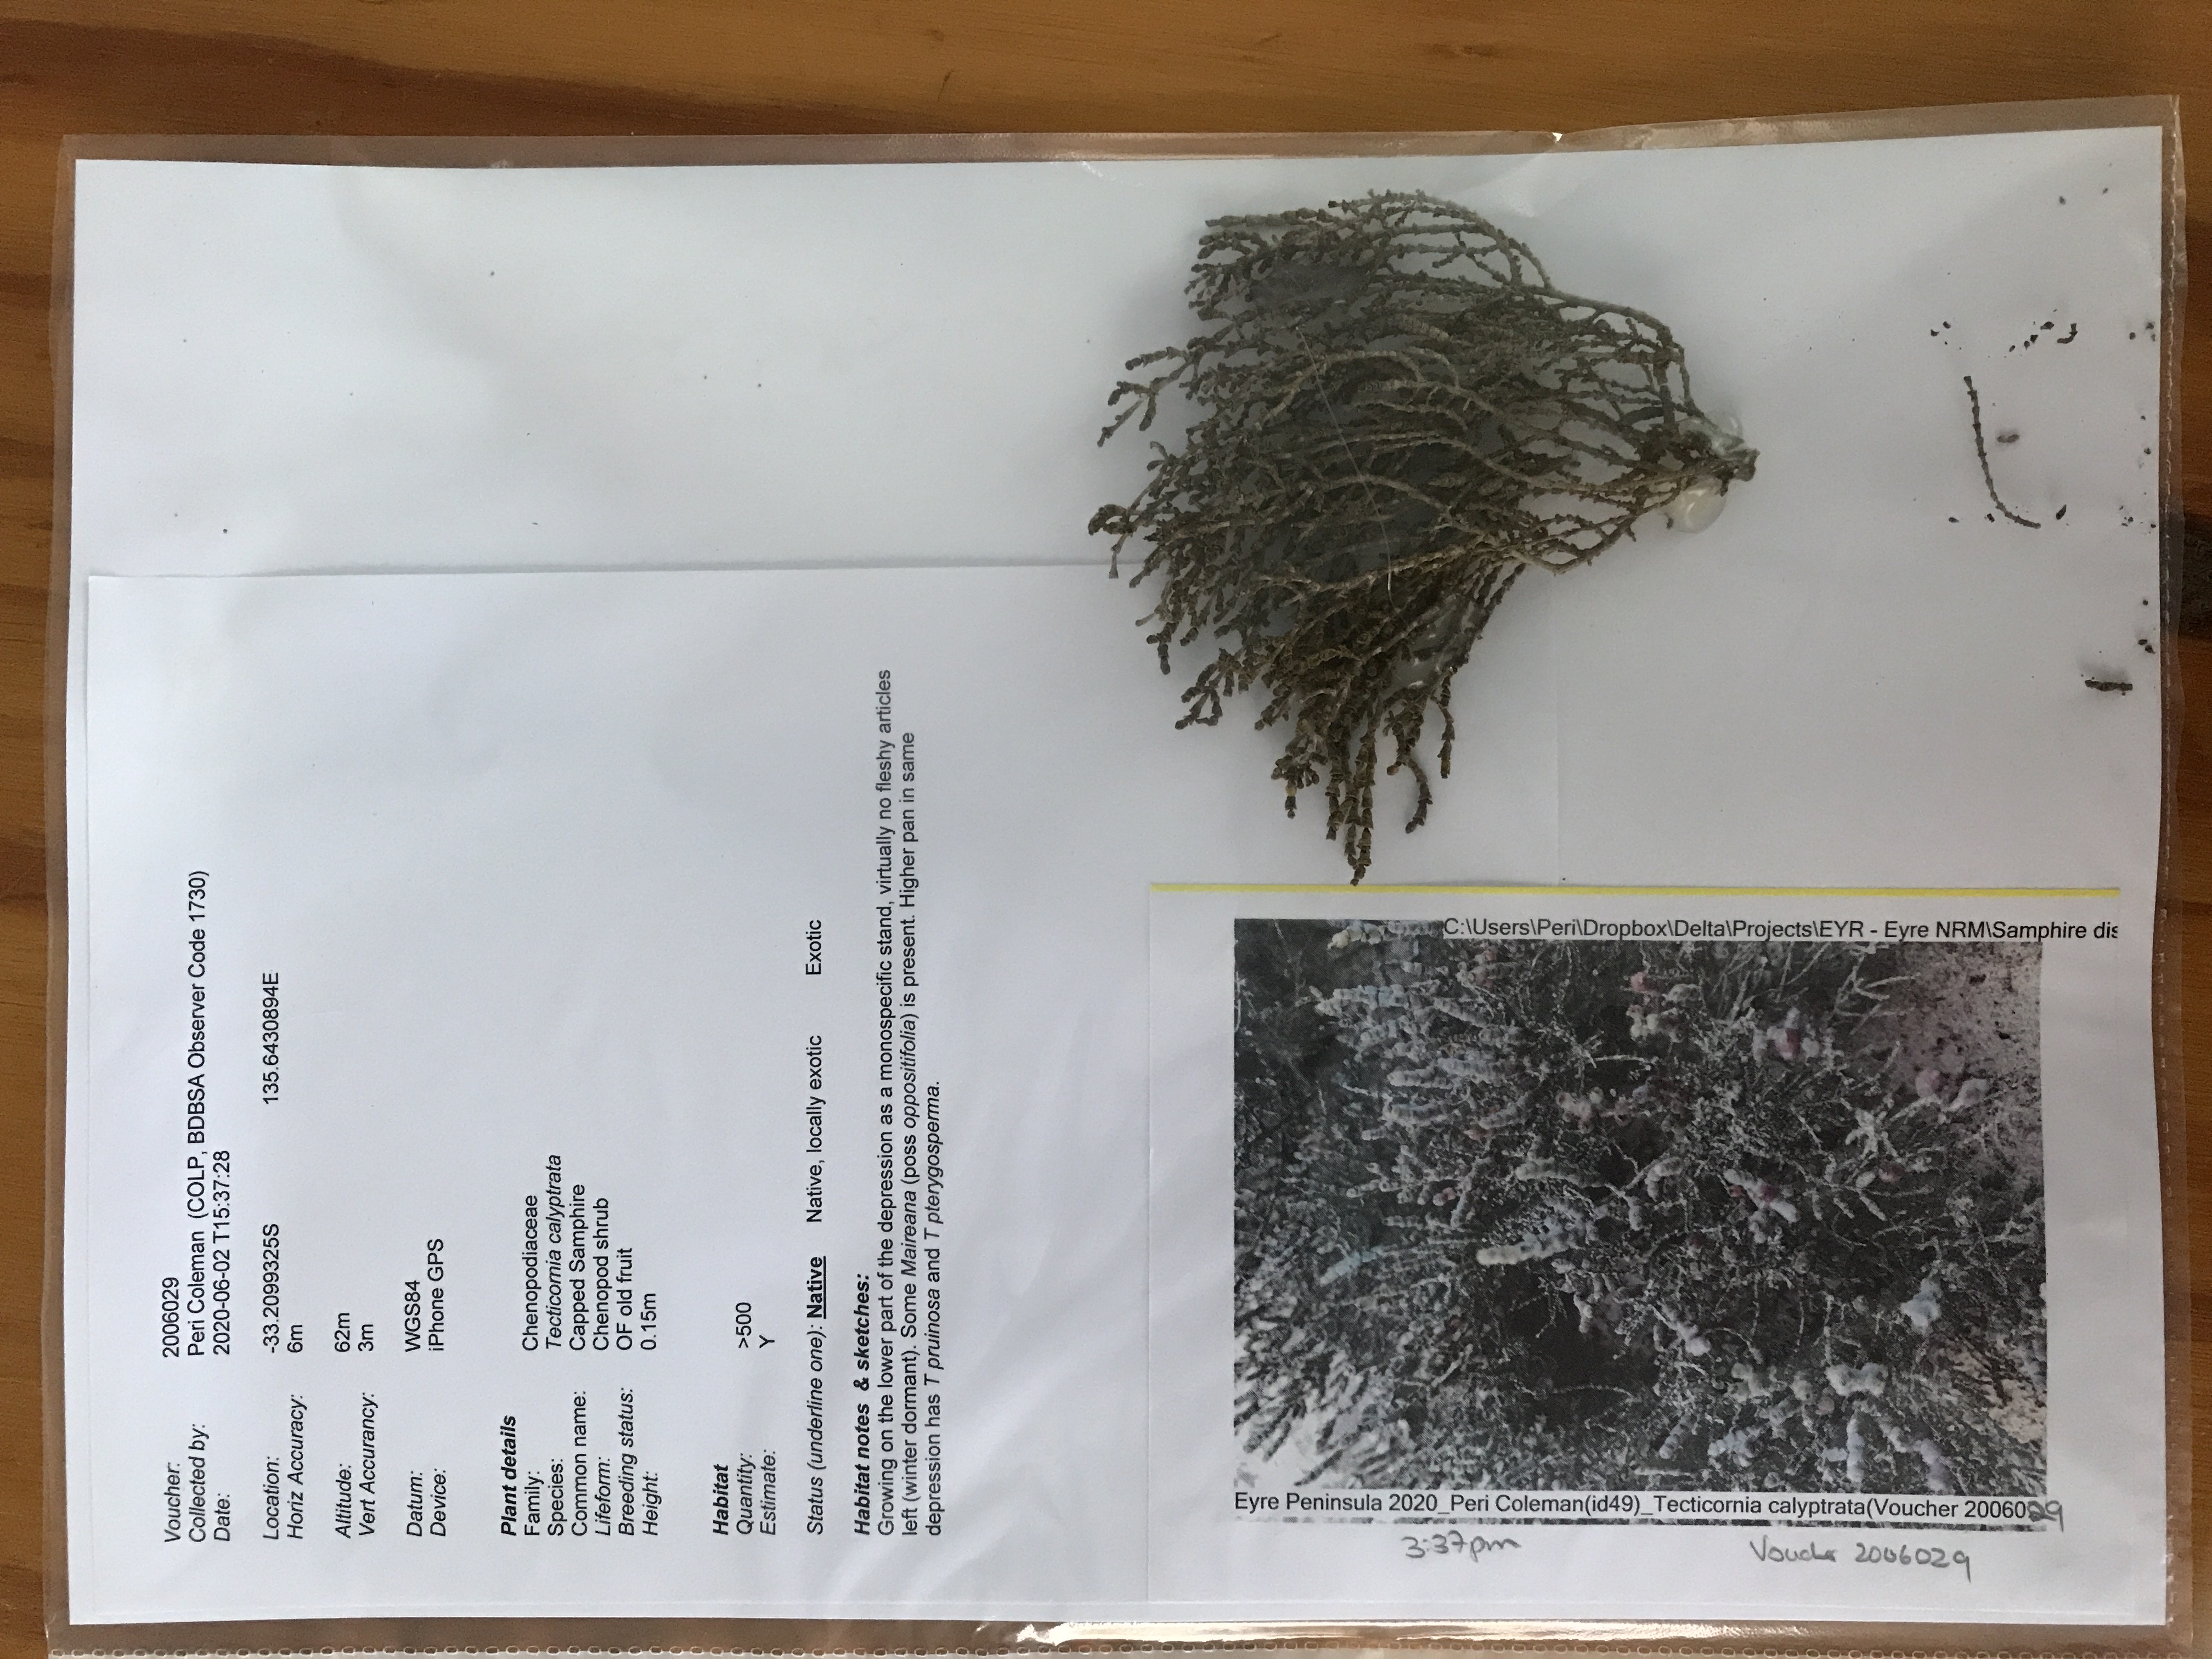 Voucher: 2006029
Collected by: Peri Coleman (COLP, BDBSA Observer Code 1730)
Date: 2020-06-02 T15:37:28
Location: -33.2099325S 135.6430894E
Horiz Accuracy: 6m
Altitude: 62m
Vert Accurancy: 3m
Datum: WGS84
Device: iPhone GPS
Plant details
Family: Chenopodiaceae
Species: Tecticornia calyptrata
Common name: Capped Samphire
Lifeform: Chenopod shrub
Breeding status: OF old fruit
Height: 0.15m
Habitat
Quantity: >500
Estimate: Y
Status (underline one): Native Native, locally exotic Exotic
Habitat notes & sketches:
Growing on the lower part of the depression as a monospecific stand, virtually no fleshy articles
left (winter dormant). Some Maireana (poss oppositifolia) is present. Higher pan in same
depression has T pruinosa and T pterygosperma.
C:\Users\Peri\Dropbox\Delta\Projects\EYR - Eyre NRM\Samphire dis
Eyre Peninsula 2020_Peri Coleman(id49)_Tecticornia calyptrata(Voucher 2006029
3:37pm Voucher 2006029